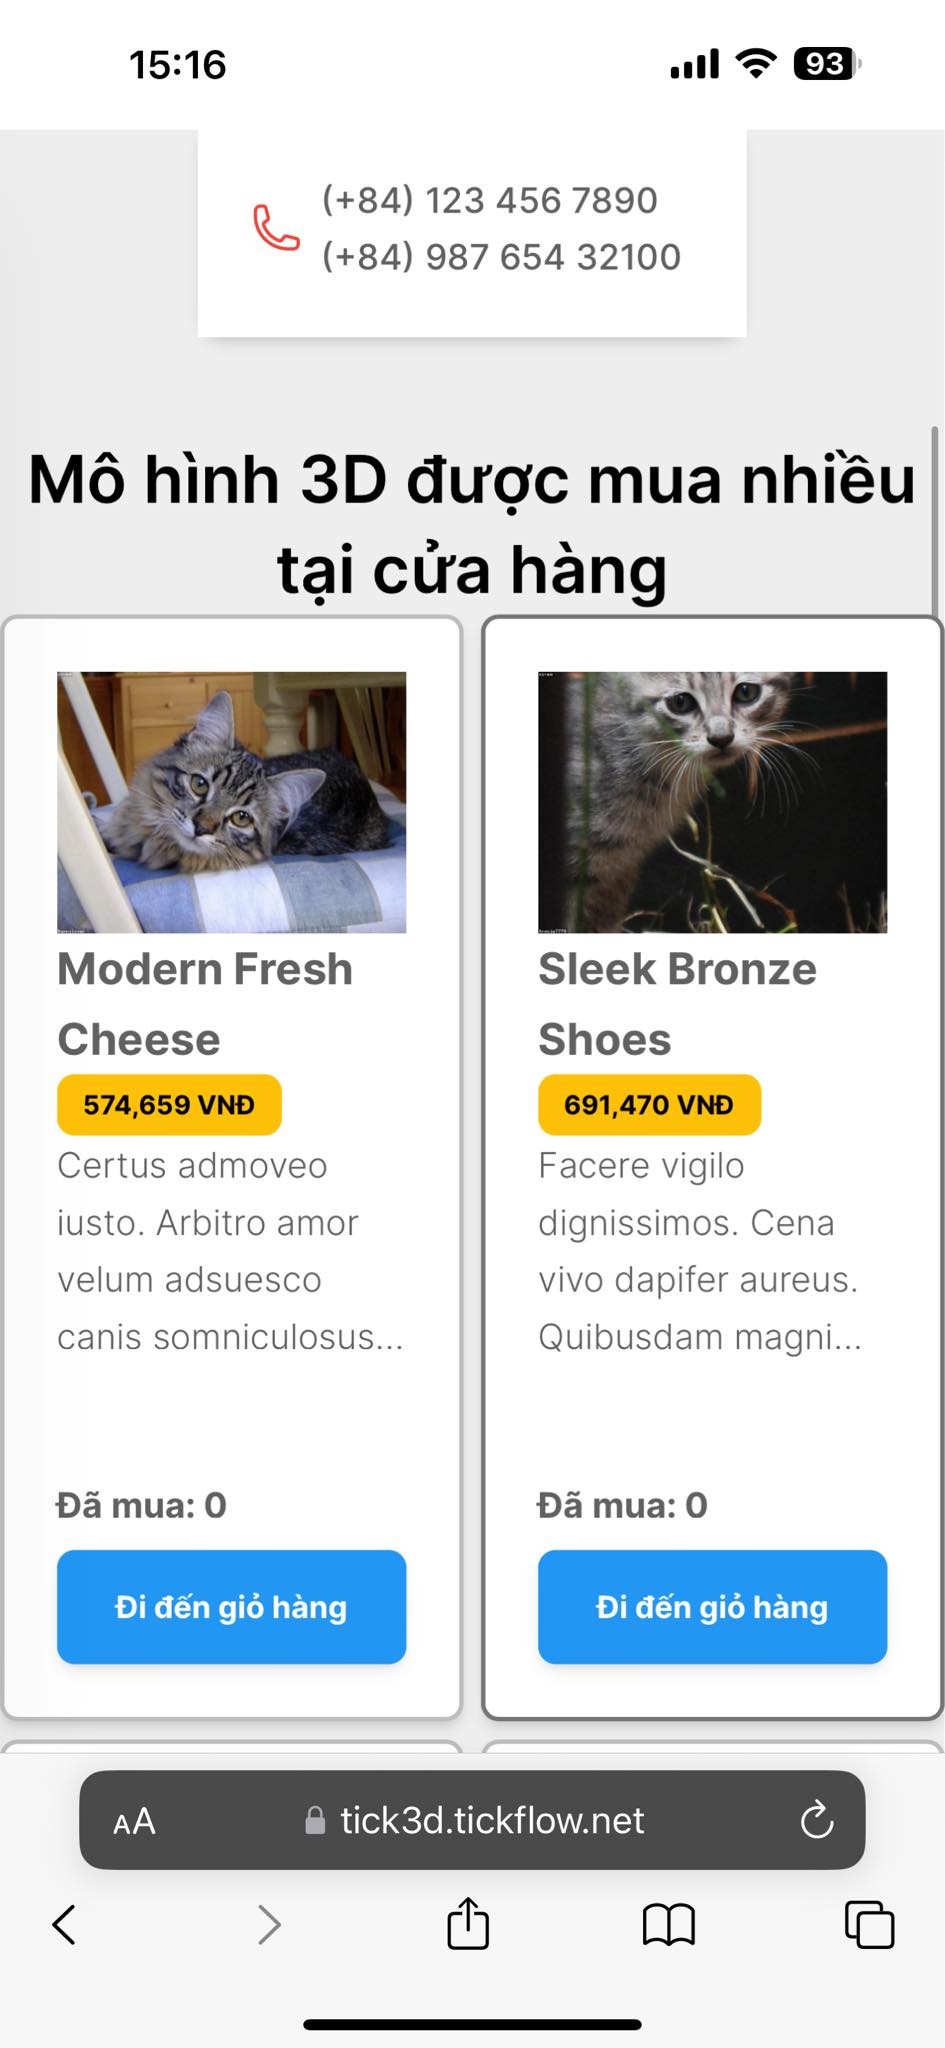 15:16
93
(+84) 123 456 7890
(+84) 987 654 32100
Mô hình 3D được mua nhiều
tại cửa hàng
Modern Fresh
Cheese
574,659 VNĐ
Certus admoveo
iusto. Arbitro amor
velum adsuesco
canis somniculosus...
Đã mua: 0
Đi đến giỏ hàng
Sleek Bronze
Shoes
691,470 VNĐ
Facere vigilo
dignissimos. Cena
vivo dapifer aureus.
Quibusdam magni...
Đã mua: 0
Đi đến giỏ hàng
AA
tick3d.tickflow.net